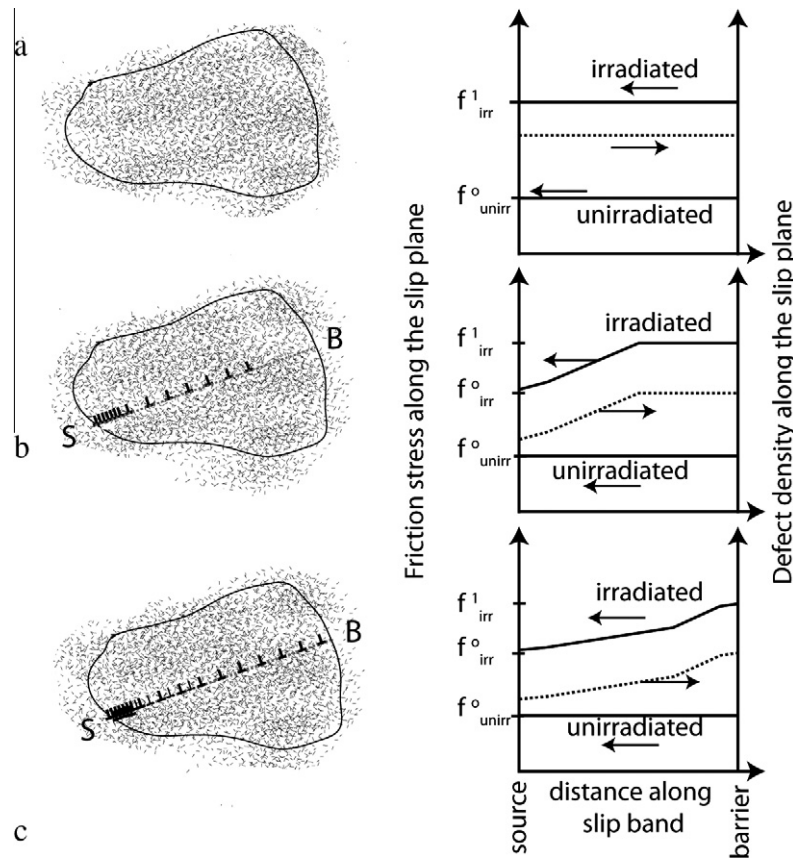 a
irradiated
f¹irr
f°unirr
unirradiated
B
S
b
irradiated
f¹irr
f°irr
f°unirr
unirradiated
B
S
c
irradiated
f¹irr
f°irr
f°unirr
unirradiated
Friction stress along the slip plane
Defect density along the slip plane
source
distance along
slip band
barrier